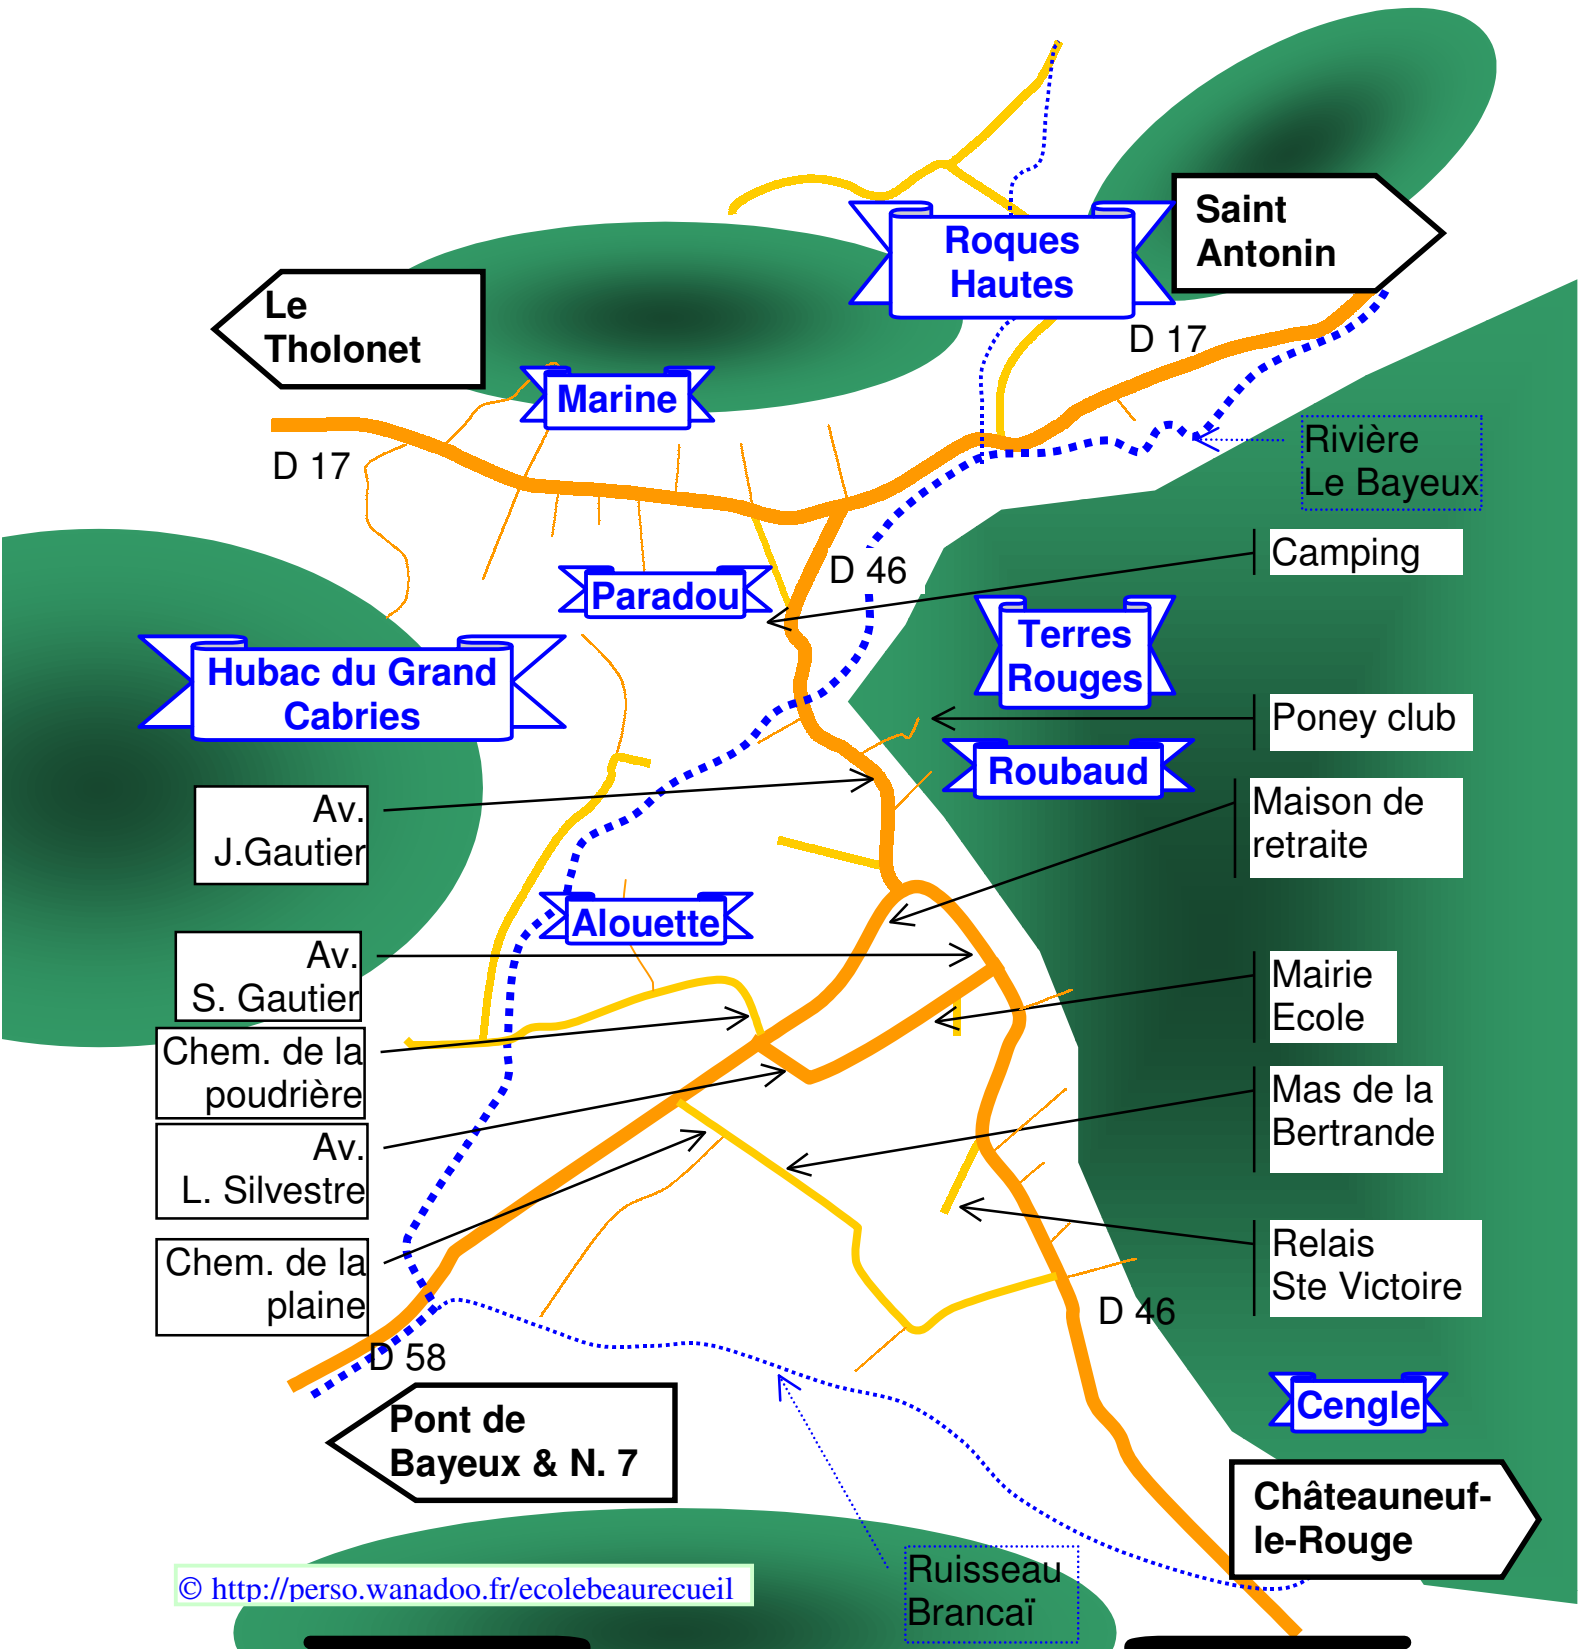 Saint
Antonin
Roques
Hautes
Le
Tholonet
D 17
Marine
Rivière
Le Bayeux
D 17
Camping
D 46
Paradou
Terres
Rouges
Hubac du Grand
Cabries
Poney club
Roubaud
Av.
J.Gautier
Maison de
retraite
Alouette
Av.
S. Gautier
Mairie
Ecole
Chem. de la
poudrière
Mas de la
Bertrande
Av.
L. Silvestre
Relais
Ste Victoire
Chem. de la
plaine
D 46
D 58
Cengle
Pont de
Bayeux & N. 7
Châteauneuf-
le-Rouge
Ruisseau
Brancaï
© http://perso.wanadoo.fr/ecolebeaurecueil